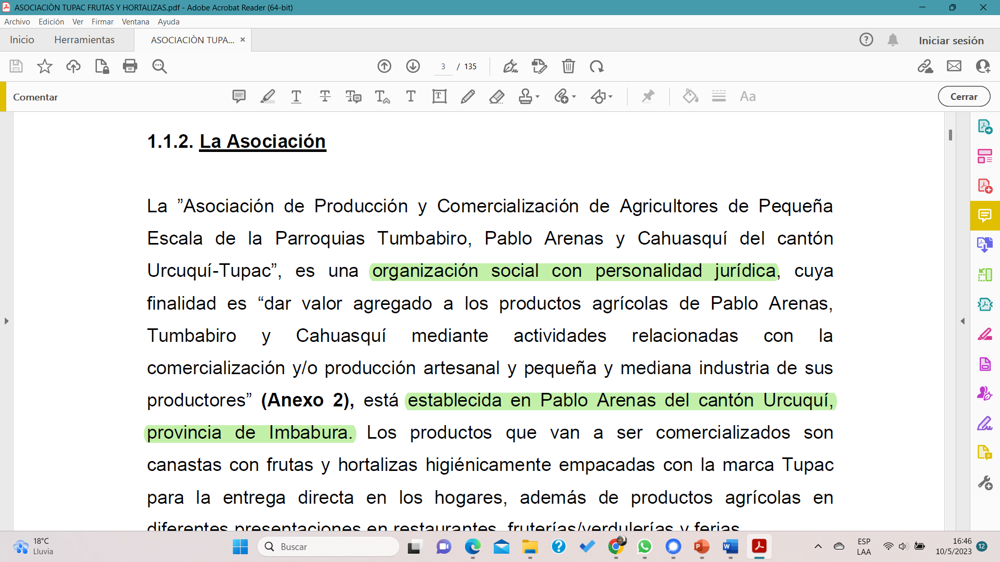 ASOCIACIÒN TUPAC FRUTAS Y HORTALIZAS.pdf - Adobe Acrobat Reader (64-bit)
Archivo Edición Ver Firmar Ventana Ayuda
Inicio Herramientas ASOCIACIÒN TUPA... × Iniciar sesión
3 / 135
Comentar Aa Cerrar
1.1.2. La Asociación
La ”Asociación de Producción y Comercialización de Agricultores de Pequeña
Escala de la Parroquias Tumbabiro, Pablo Arenas y Cahuasquí del cantón
Urcuquí-Tupac”, es una organización social con personalidad jurídica, cuya
finalidad es “dar valor agregado a los productos agrícolas de Pablo Arenas,
Tumbabiro y Cahuasquí mediante actividades relacionadas con la
comercialización y/o producción artesanal y pequeña y mediana industria de sus
productores” (Anexo 2), está establecida en Pablo Arenas del cantón Urcuquí,
provincia de Imbabura. Los productos que van a ser comercializados son
canastas con frutas y hortalizas higiénicamente empacadas con la marca Tupac
para la entrega directa en los hogares, además de productos agrícolas en
diferentes presentaciones en restaurantes, fruterías/verdulerías y ferias.
18°C
Lluvia
Buscar
ESP
LAA
16:46
10/5/2023
12